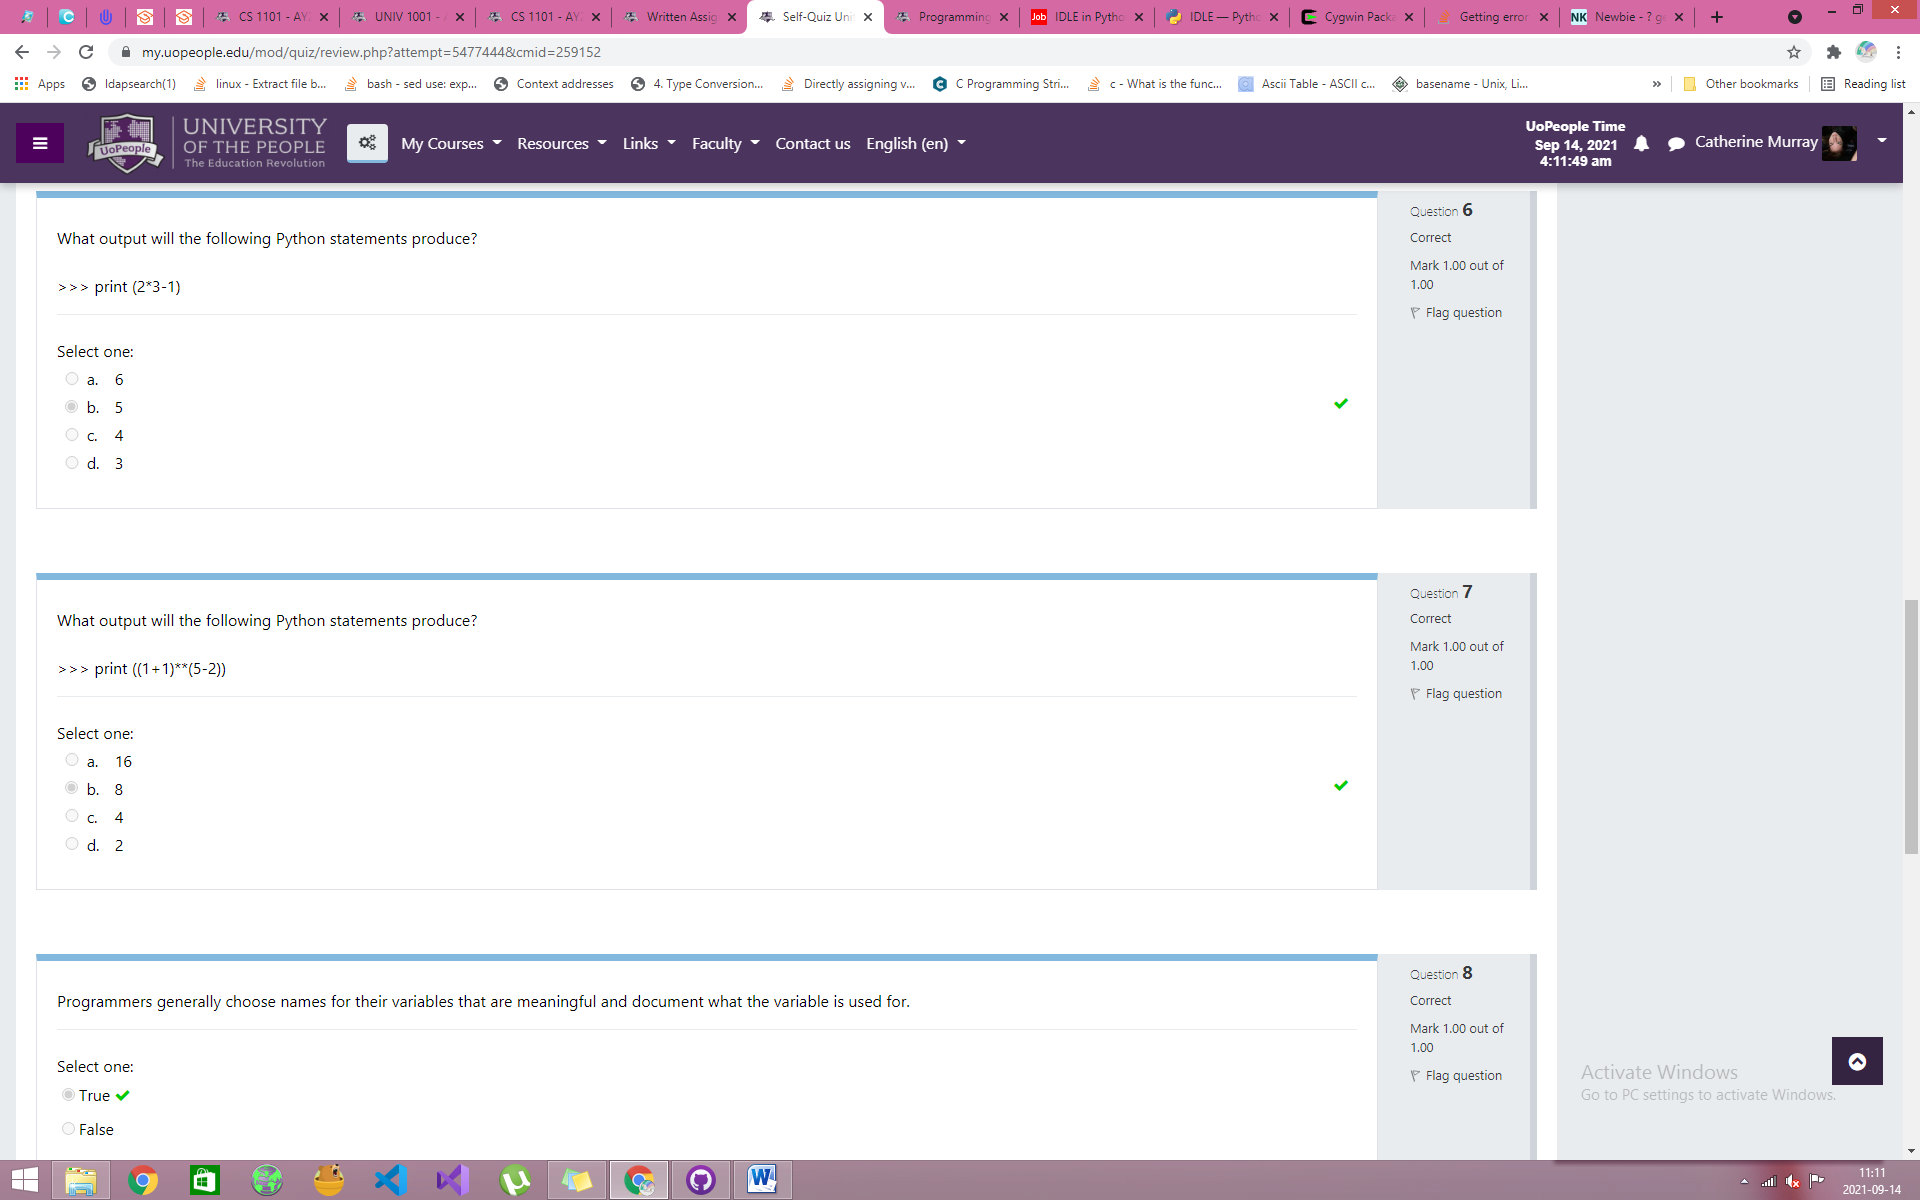 CS 1101 - AY
UNIV 1001 -
CS 1101 - AY
Written Assig
Self-Quiz Uni
Programming
Job IDLE in Pytho
IDLE — Pytho
Cygwin Packa
Getting error
NK Newbie - ? g
my.uopeople.edu/mod/quiz/review.php?attempt=5477444&cmid=259152
Apps
ldapsearch(1)
linux - Extract file b...
bash - sed use: exp...
Context addresses
4. Type Conversion...
Directly assigning v...
C Programming Stri...
c - What is the func...
Ascii Table - ASCII c...
basename - Unix, Li...
»
Other bookmarks
Reading list
UoPeople
UNIVERSITY
OF THE PEOPLE
The Education Revolution
My Courses
Resources
Links
Faculty
Contact us
English (en)
UoPeople Time
Sep 14, 2021
4:11:49 am
Catherine Murray
What output will the following Python statements produce?
>>> print (2*3-1)
Select one:
a. 6
b. 5
c. 4
d. 3
Question 6
Correct
Mark 1.00 out of
1.00
Flag question
What output will the following Python statements produce?
>>> print ((1+1)**(5-2))
Select one:
a. 16
b. 8
c. 4
d. 2
Question 7
Correct
Mark 1.00 out of
1.00
Flag question
Programmers generally choose names for their variables that are meaningful and document what the variable is used for.
Select one:
True
False
Question 8
Correct
Mark 1.00 out of
1.00
Flag question
Activate Windows
Go to PC settings to activate Windows.
11:11
2021-09-14